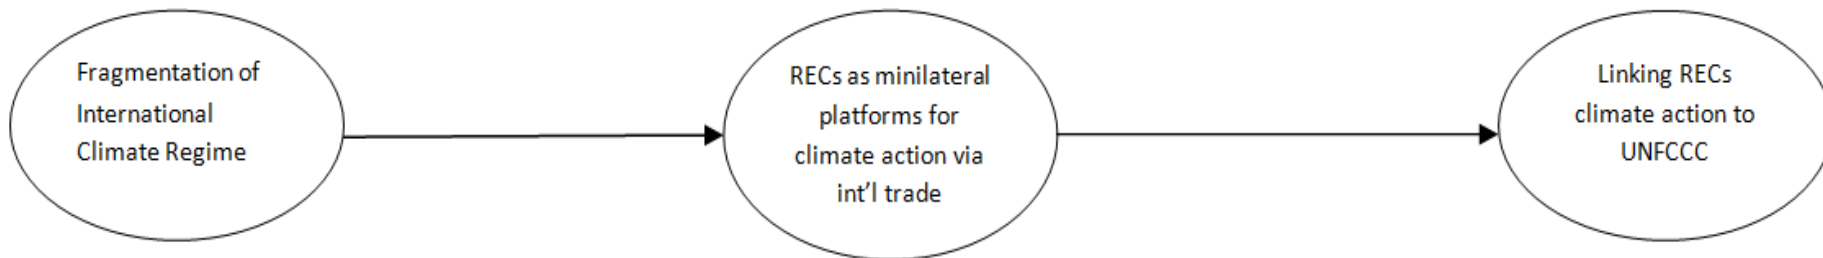 Fragmentation of
International
Climate Regime
RECs as minilateral
platforms for
climate action via
int’l trade
Linking RECs
climate action to
UNFCCC